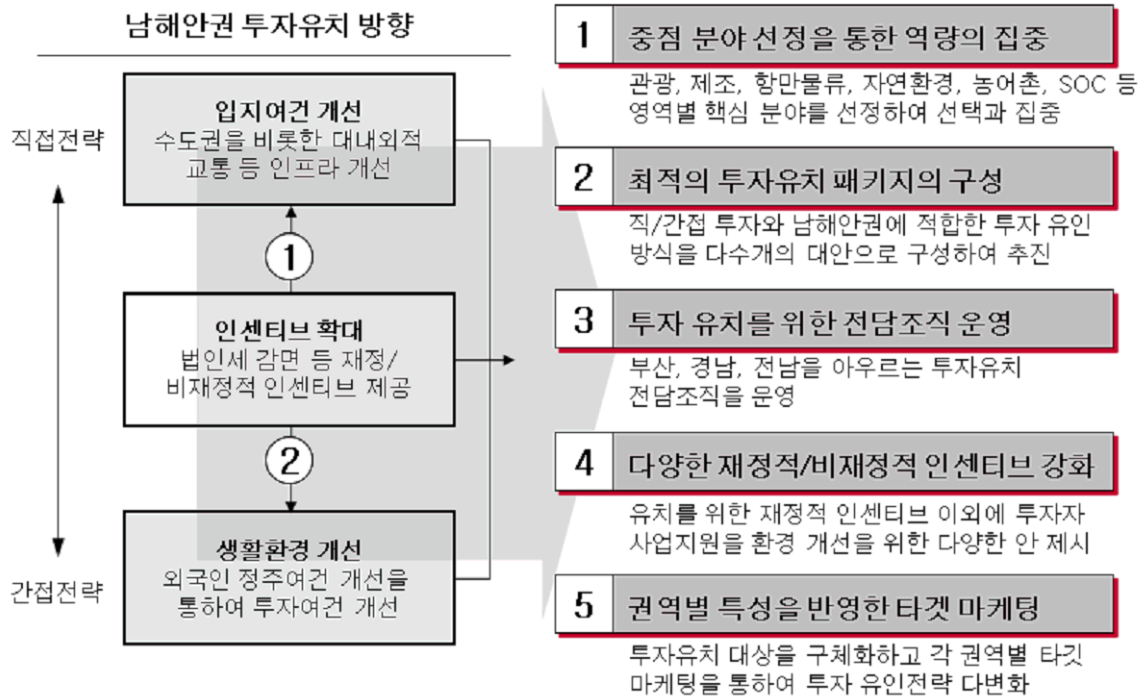 남해안권 투자유치 방향
직접전략
간접전략
입지여건 개선
수도권을 비롯한 대내외적
교통 등 인프라 개선
1
인센티브 확대
법인세 감면 등 재정/
비재정적 인센티브 제공
2
생활환경 개선
외국인 정주여건 개선을
통하여 투자여건 개선
1 중점 분야 선정을 통한 역량의 집중
관광, 제조, 항만물류, 자연환경, 농어촌, SOC 등
영역별 핵심 분야를 선정하여 선택과 집중
2 최적의 투자유치 패키지의 구성
직/간접 투자와 남해안권에 적합한 투자 유인
방식을 다수개의 대안으로 구성하여 추진
3 투자 유치를 위한 전담조직 운영
부산, 경남, 전남을 아우르는 투자유치
전담조직을 운영
4 다양한 재정적/비재정적 인센티브 강화
유치를 위한 재정적 인센티브 이외에 투자자
사업지원을 환경 개선을 위한 다양한 안 제시
5 권역별 특성을 반영한 타겟 마케팅
투자유치 대상을 구체화하고 각 권역별 타깃
마케팅을 통하여 투자 유인전략 다변화